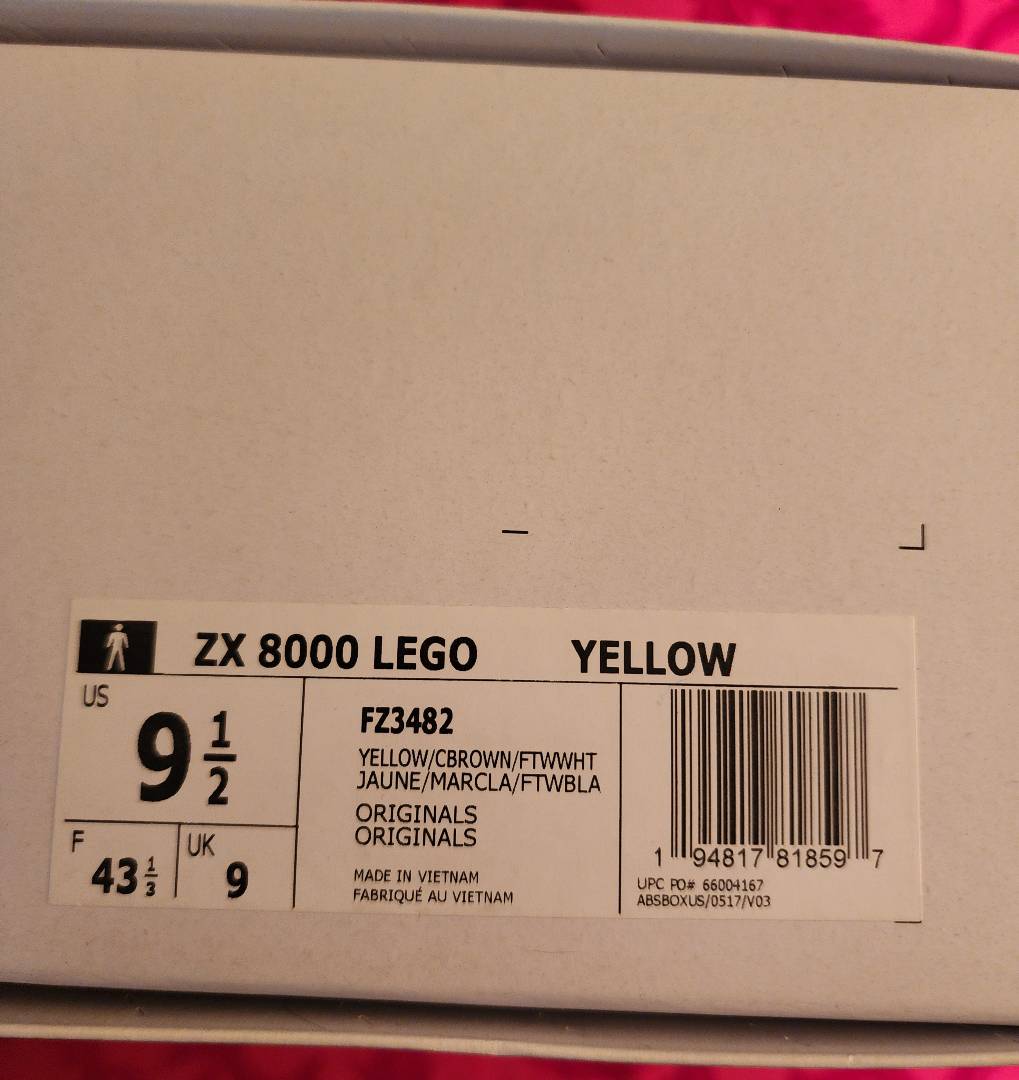 ZX 8000 LEGO YELLOW
US
9 1/2
F
43 1/3
UK
9
FZ3482
YELLOW/CBROWN/FTWWHT
JAUNE/MARCLA/FTWBLA
ORIGINALS
ORIGINALS
MADE IN VIETNAM
FABRIQUÉ AU VIETNAM
1 94817 81859 7
UPC PO# 66004167
ABSBOXUS/0517/V03